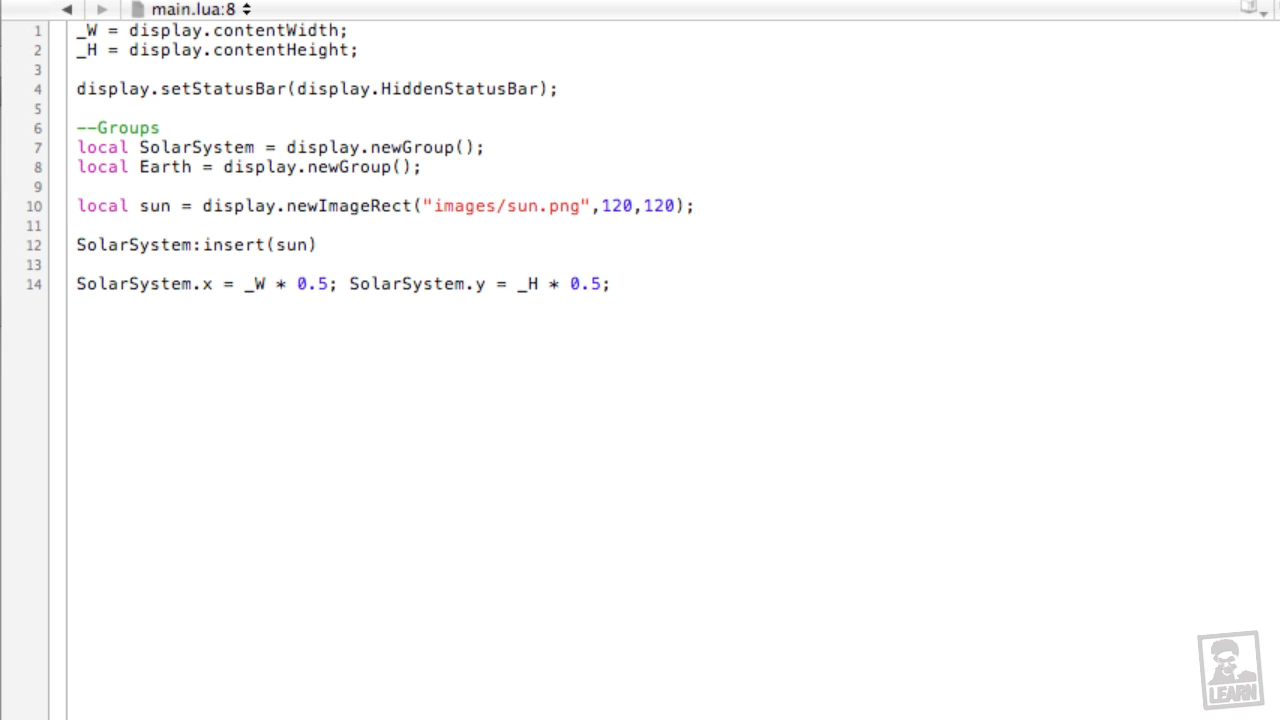 main.lua:8
1 _W = display.contentWidth;
2 _H = display.contentHeight;
3
4 display.setStatusBar(display.HiddenStatusBar);
5
6 --Groups
7 local SolarSystem = display.newGroup();
8 local Earth = display.newGroup();
9
10 local sun = display.newImageRect("images/sun.png",120,120);
11
12 SolarSystem:insert(sun)
13
14 SolarSystem.x = _W * 0.5; SolarSystem.y = _H * 0.5;
LEARN